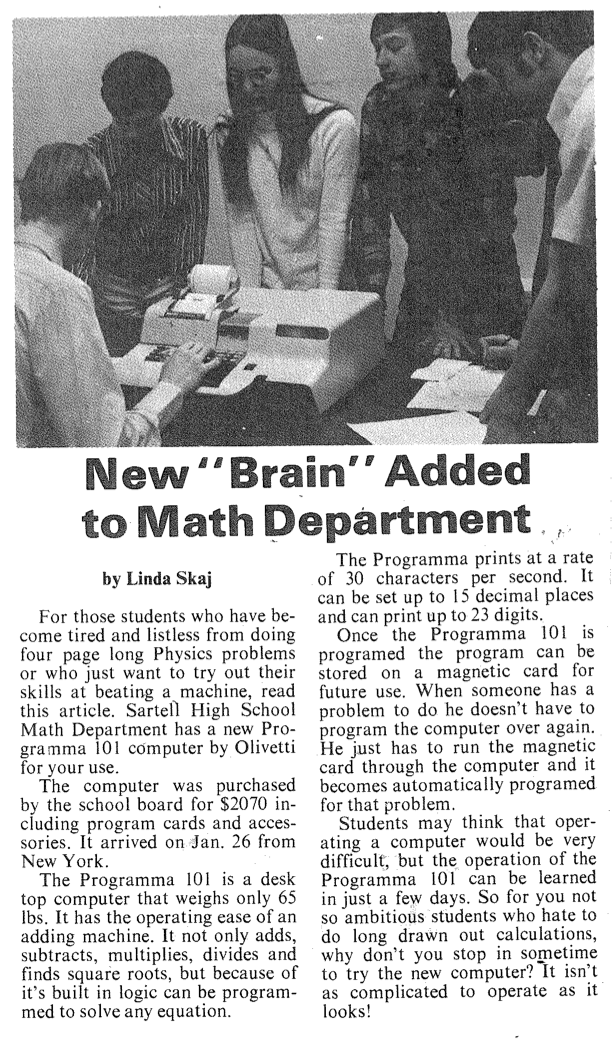 New "Brain" Added
to Math Department
by Linda Skaj
For those students who have be-
come tired and listless from doing
four page long Physics problems
or who just want to try out their
skills at beating a machine, read
this article. Sartell High School
Math Department has a new Pro-
gramma 101 computer by Olivetti
for your use.
The computer was purchased
by the school board for $2070 in-
cluding program cards and acces-
sories. It arrived on Jan. 26 from
New York.
The Programma 101 is a desk
top computer that weighs only 65
lbs. It has the operating ease of an
adding machine. It not only adds,
subtracts, multiplies, divides and
finds square roots, but because of
it's built in logic can be program-
med to solve any equation.
The Programma prints at a rate
of 30 characters per second. It
can be set up to 15 decimal places
and can print up to 23 digits.
Once the Programma 101 is
programed the program can be
stored on a magnetic card for
future use. When someone has a
problem to do he doesn't have to
program the computer over again.
He just has to run the magnetic
card through the computer and it
becomes automatically programed
for that problem.
Students may think that oper-
ating a computer would be very
difficult, but the operation of the
Programma 101 can be learned
in just a few days. So for you not
so ambitious students who hate to
do long drawn out calculations,
why don't you stop in sometime
to try the new computer? It isn't
as complicated to operate as it
looks!